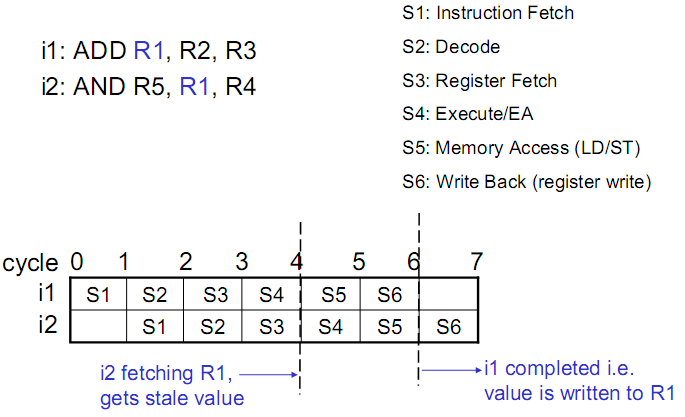 i1: ADD R1, R2, R3
i2: AND R5, R1, R4
S1: Instruction Fetch
S2: Decode
S3: Register Fetch
S4: Execute/EA
S5: Memory Access (LD/ST)
S6: Write Back (register write)
cycle 0 1 2 3 4 5 6 7
i1 S1 S2 S3 S4 S5 S6
i2 S1 S2 S3 S4 S5 S6
i2 fetching R1,
gets stale value
i1 completed i.e.
value is written to R1